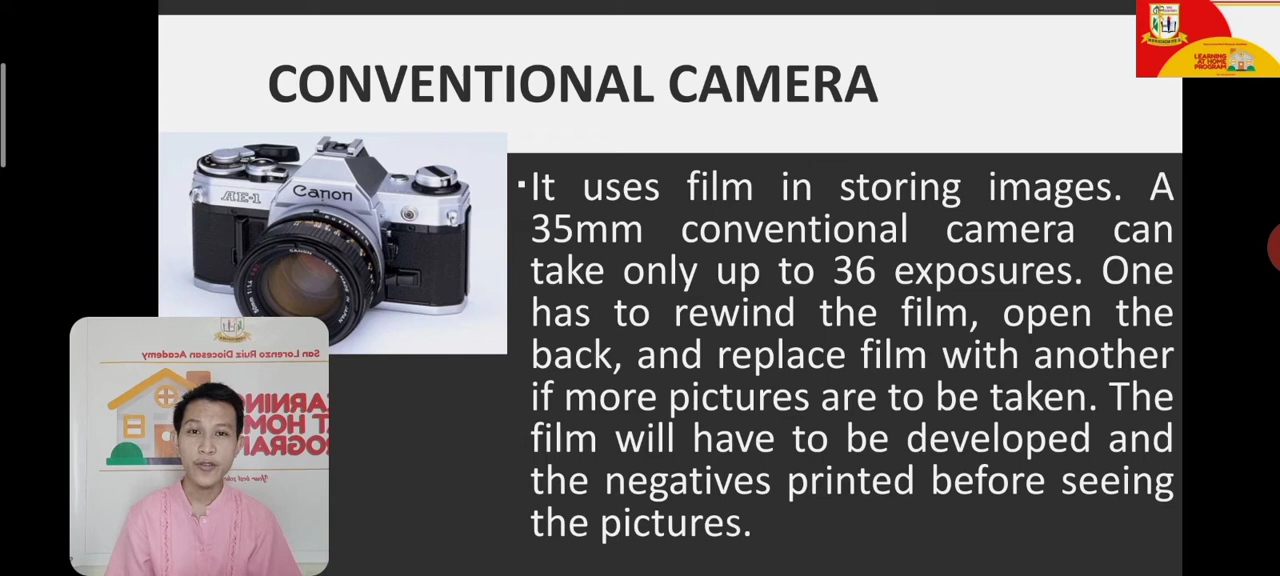 CONVENTIONAL CAMERA
LEARNING
AT HOME
PROGRAM
Canon
AE-1
▪It uses film in storing images. A
35mm conventional camera can
take only up to 36 exposures. One
has to rewind the film, open the
back, and replace film with another
if more pictures are to be taken. The
film will have to be developed and
the negatives printed before seeing
the pictures.
San Lorenzo Ruiz Diocesan Academy